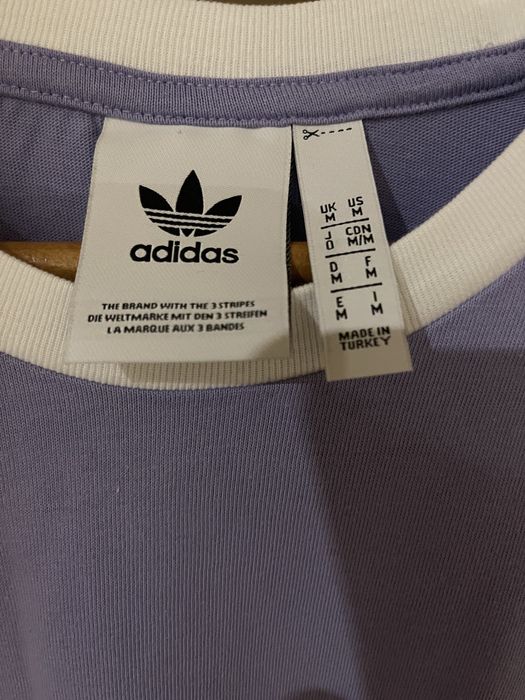 adidas
THE BRAND WITH THE 3 STRIPES
DIE WELTMARKE MIT DEN 3 STREIFEN
LA MARQUE AUX 3 BANDES
UK US
M M
J CDN
O M/M
D F
M M
E I
M M
MADE IN
TURKEY